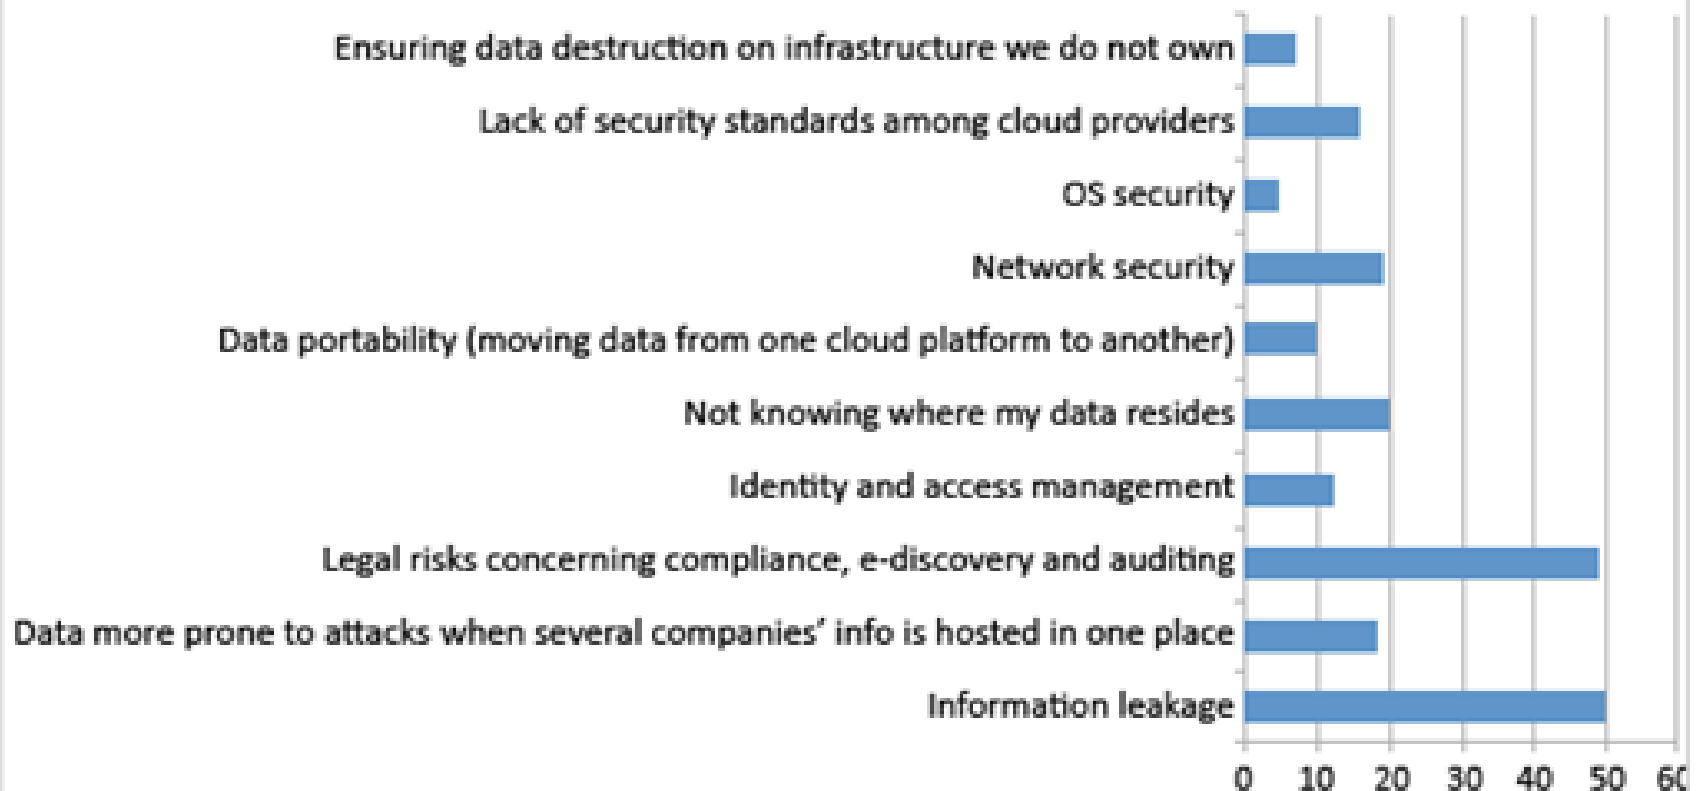 Ensuring data destruction on infrastructure we do not own
Lack of security standards among cloud providers
OS security
Network security
Data portability (moving data from one cloud platform to another)
Not knowing where my data resides
Identity and access management
Legal risks concerning compliance, e-discovery and auditing
Data more prone to attacks when several companies’ info is hosted in one place
Information leakage
0 10 20 30 40 50 60